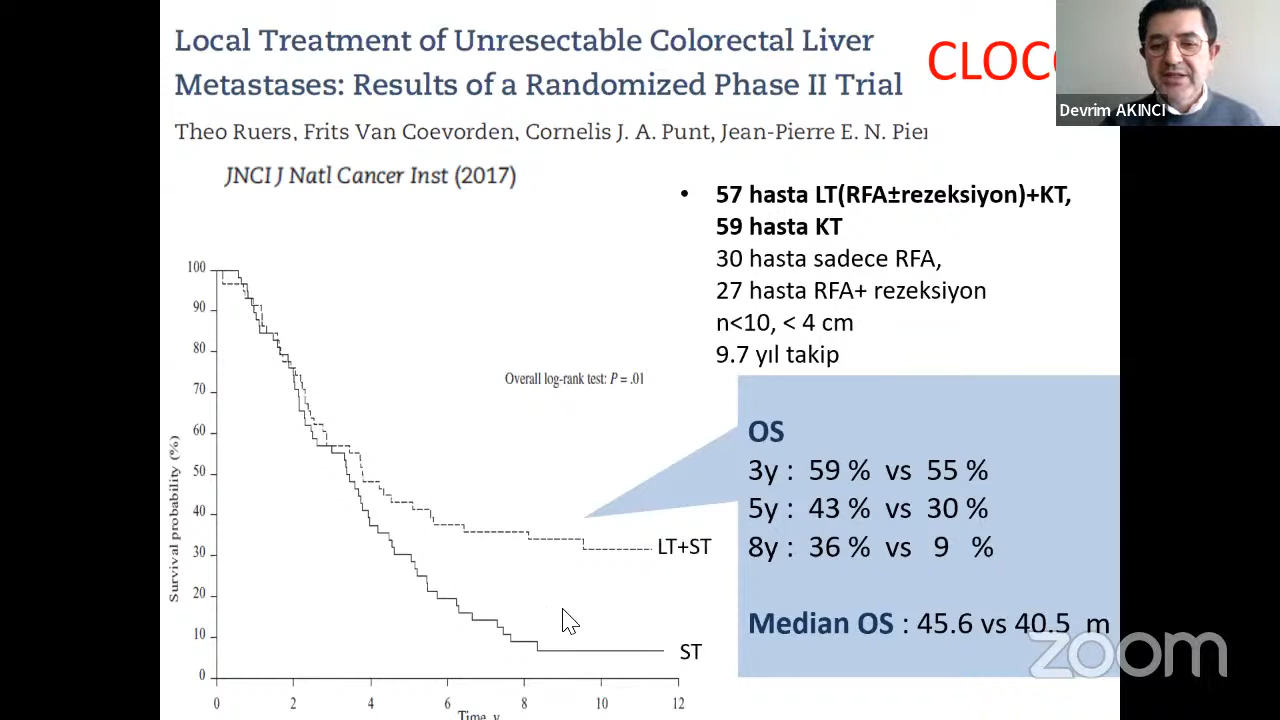 Local Treatment of Unresectable Colorectal Liver
Metastases: Results of a Randomized Phase II Trial
Theo Ruers, Frits Van Coevorden, Cornelis J. A. Punt, Jean-Pierre E. N.
JNCI J Natl Cancer Inst (2017)
Devrim AKINCI
• 57 hasta LT(RFA±rezeksiyon)+KT,
59 hasta KT
30 hasta sadece RFA,
27 hasta RFA+ rezeksiyon
n<10, < 4 cm
9.7 yıl takip
Overall log-rank test: P = .01
Survival probability (%)
100
90
80
70
60
50
40
30
20
10
0
0 2 4 6 8 10 12
Time, y
LT+ST
ST
OS
3y : 59 % vs 55 %
5y : 43 % vs 30 %
8y : 36 % vs 9 %
Median OS : 45.6 vs 40.5 m
zoom